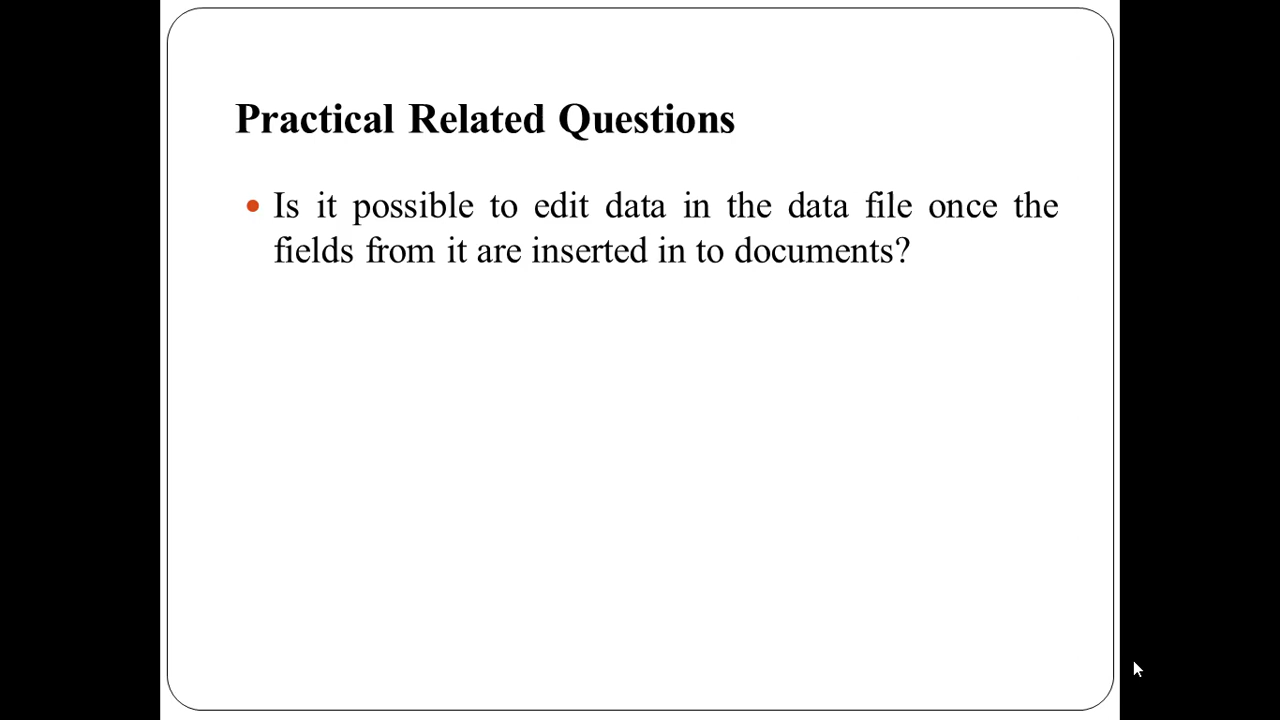 Practical Related Questions
• Is it possible to edit data in the data file once the
fields from it are inserted in to documents?